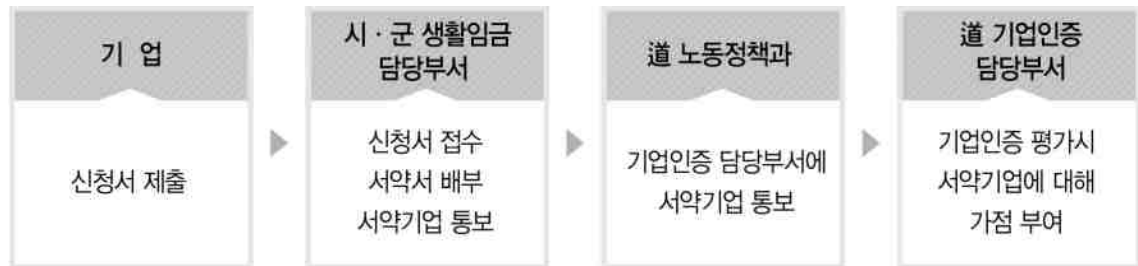 기 업
신청서 제출
시 · 군 생활임금
담당부서
신청서 접수
서약서 배부
서약기업 통보
道 노동정책과
기업인증 담당부서에
서약기업 통보
道 기업인증
담당부서
기업인증 평가시
서약기업에 대해
가점 부여